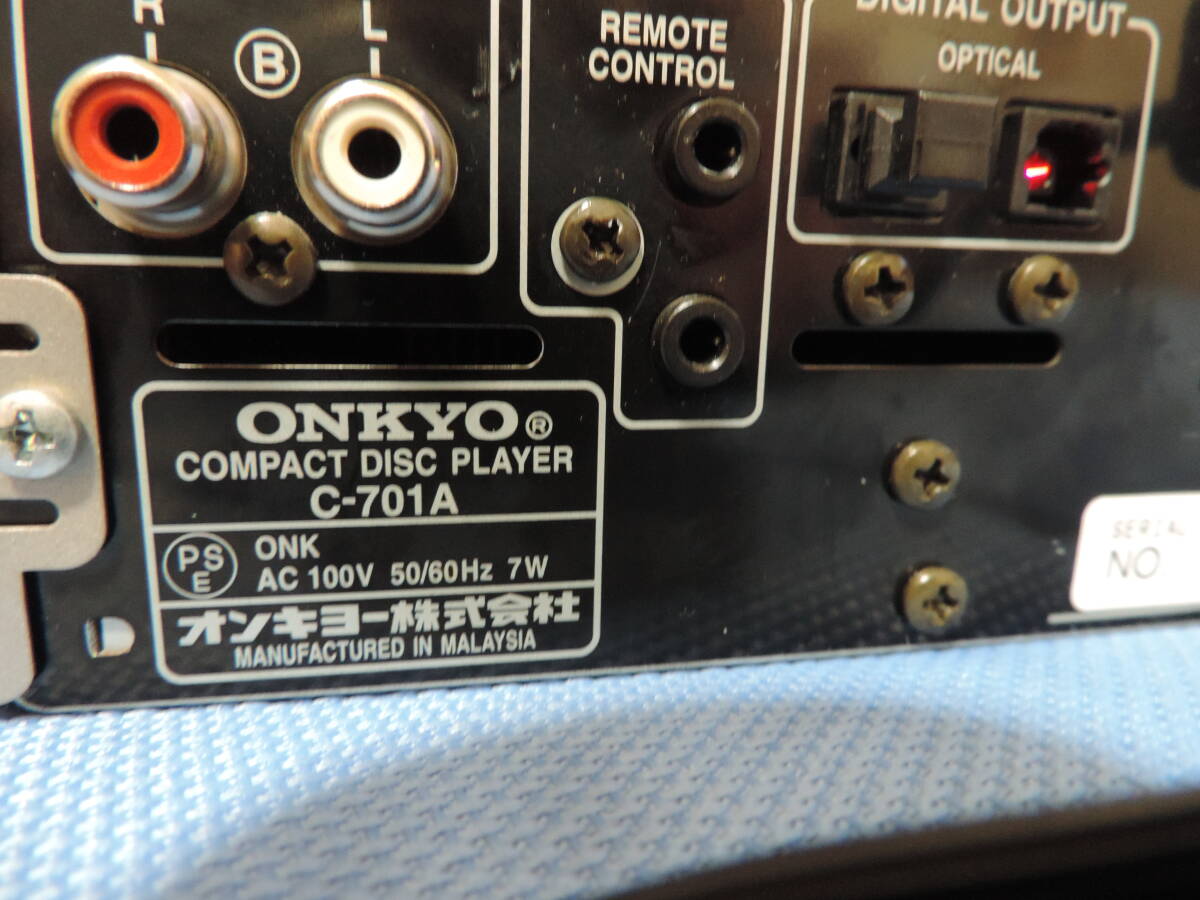 R
L
B
REMOTE
CONTROL
DIGITAL OUTPUT
OPTICAL
ONKYO®
COMPACT DISC PLAYER
C-701A
PSE
ONK
AC 100V 50/60Hz 7W
オンキヨー株式会社
MANUFACTURED IN MALAYSIA
SERIAL
NO.